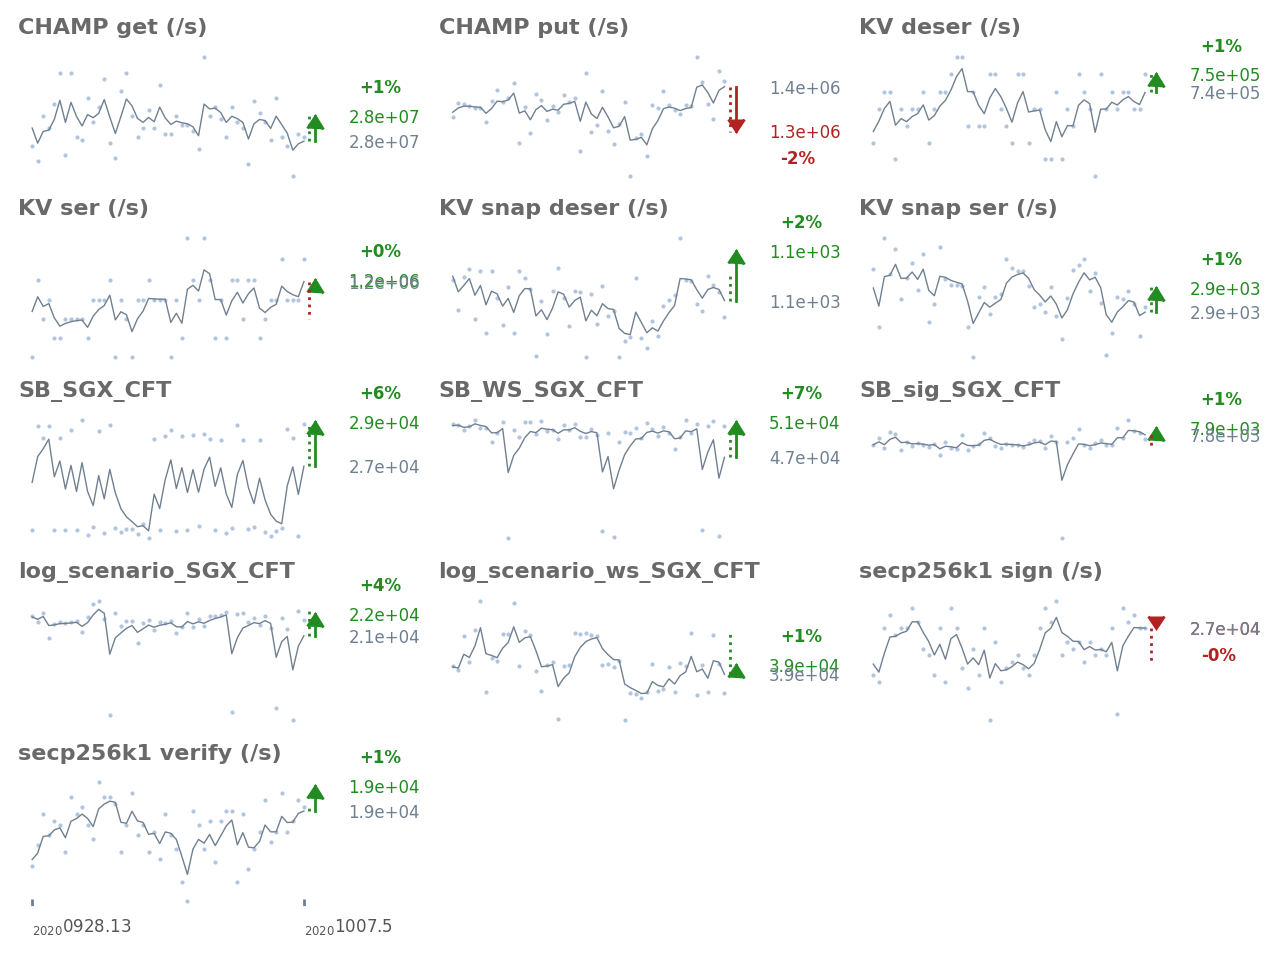 CHAMP get (/s)
+1%
2.8e+07
2.8e+07
CHAMP put (/s)
1.4e+06
1.3e+06
-2%
KV deser (/s)
+1%
7.5e+05
7.4e+05
KV ser (/s)
+0%
1.2e+06
1.2e+06
KV snap deser (/s)
+2%
1.1e+03
1.1e+03
KV snap ser (/s)
+1%
2.9e+03
2.9e+03
SB_SGX_CFT
+6%
2.9e+04
2.7e+04
SB_WS_SGX_CFT
+7%
5.1e+04
4.7e+04
SB_sig_SGX_CFT
+1%
7.9e+03
7.8e+03
log_scenario_SGX_CFT
+4%
2.2e+04
2.1e+04
log_scenario_ws_SGX_CFT
+1%
3.9e+04
3.9e+04
secp256k1 sign (/s)
2.7e+04
-0%
secp256k1 verify (/s)
+1%
1.9e+04
1.9e+04
20200928.13
20201007.5